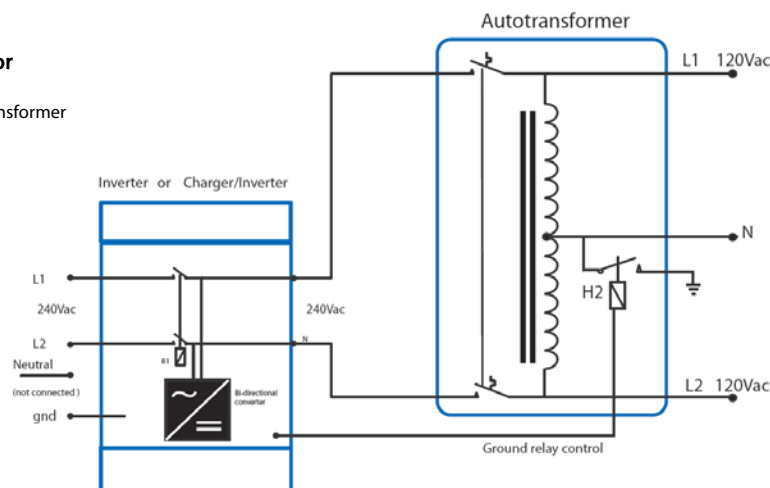 Autotransformer
or
nsformer
L1 120Vac
Inverter or Charger/Inverter
N
L1
H2
240Vac
240Vac
L2
N
R1
Neutral
(not connected)
Bi-directional
converter
L2 120Vac
gnd
Ground relay control